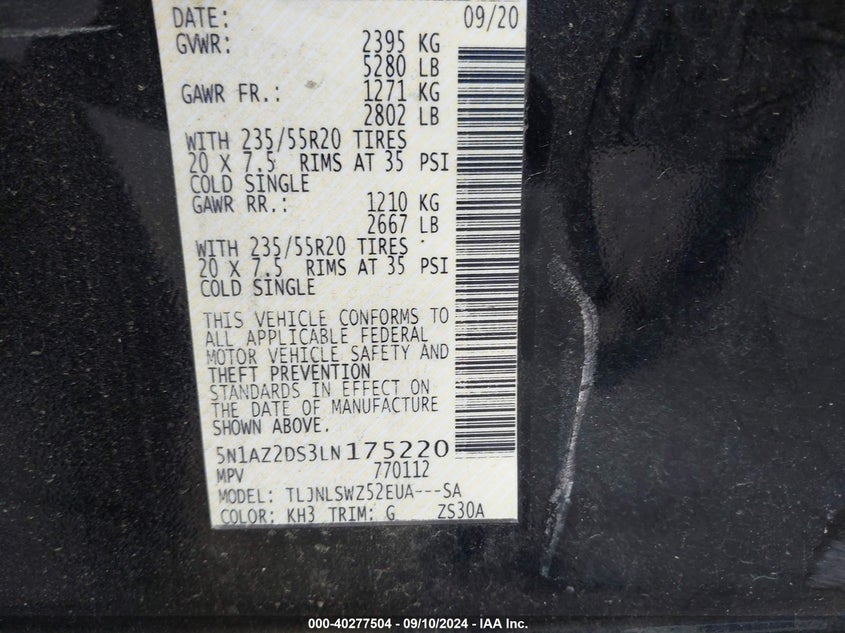 DATE: 09/20
GVWR: 2395 KG
5280 LB
GAWR FR.: 1271 KG
2802 LB
WITH 235/55R20 TIRES
20 X 7.5 RIMS AT 35 PSI
COLD SINGLE
GAWR RR.: 1210 KG
2667 LB
WITH 235/55R20 TIRES
20 X 7.5 RIMS AT 35 PSI
COLD SINGLE
THIS VEHICLE CONFORMS TO
ALL APPLICABLE FEDERAL
MOTOR VEHICLE SAFETY AND
THEFT PREVENTION
STANDARDS IN EFFECT ON
THE DATE OF MANUFACTURE
SHOWN ABOVE.
5N1AZ2DS3LN175220
MPV 770112
MODEL: TLJNLSWZ52EUA---SA
COLOR: KH3 TRIM: G ZS30A
000-40277504 - 09/10/2024 - IAA Inc.